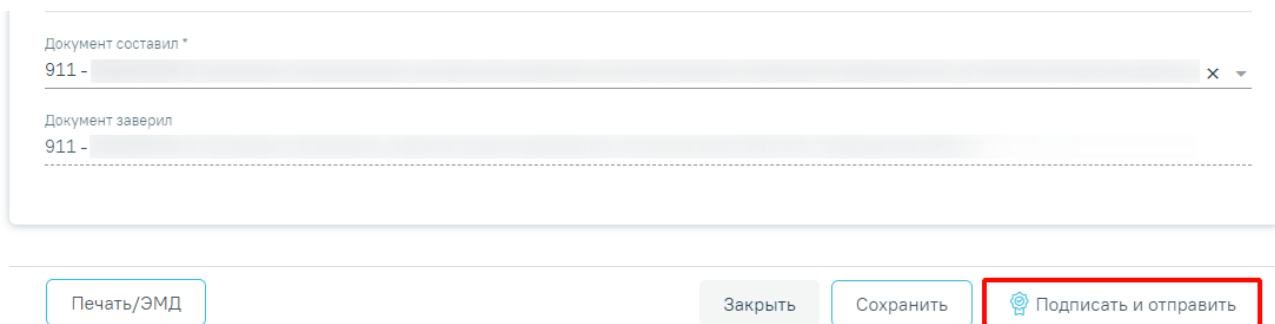 Документ составил *
911 -
Документ заверил
911 -
Печать/ЭМД
Закрыть
Сохранить
Подписать и отправить